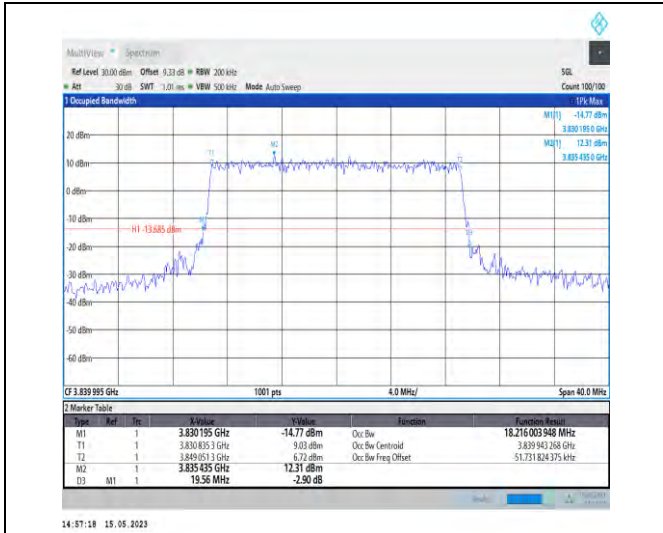 MultiView Spectrum
Ref Level 30.00 dBm Offset 9.33 dB RBW 200 kHz SGL
Att 30 dB SWT 1.01 ms VBW 500 kHz Mode Auto Sweep Count 100/100
1 Occupied Bandwidth 1Pk Max
M1[1] -14.77 dBm
3.830 195 0 GHz
M2[1] 12.31 dBm
3.835 435 0 GHz
20 dBm
M2
T1
10 dBm
0 dBm
-10 dBm
H1 -13.685 dBm
-20 dBm
-30 dBm
-40 dBm
-50 dBm
-60 dBm
CF 3.839 995 GHz 1001 pts 4.0 MHz/ Span 40.0 MHz
2 Marker Table
Type Ref Trc X-Value Y-Value Function Function Result
M1 1 3.830 195 GHz -14.77 dBm Occ Bw 18.216 003 948 MHz
T1 1 3.830 835 3 GHz 9.03 dBm Occ Bw Centroid 3.839 943 268 GHz
T2 1 3.849 051 3 GHz 6.72 dBm Occ Bw Freq Offset -51.731 824 375 kHz
M2 1 3.835 435 GHz 12.31 dBm
D3 M1 1 19.56 MHz -2.90 dB
14:57:18 15.05.2023